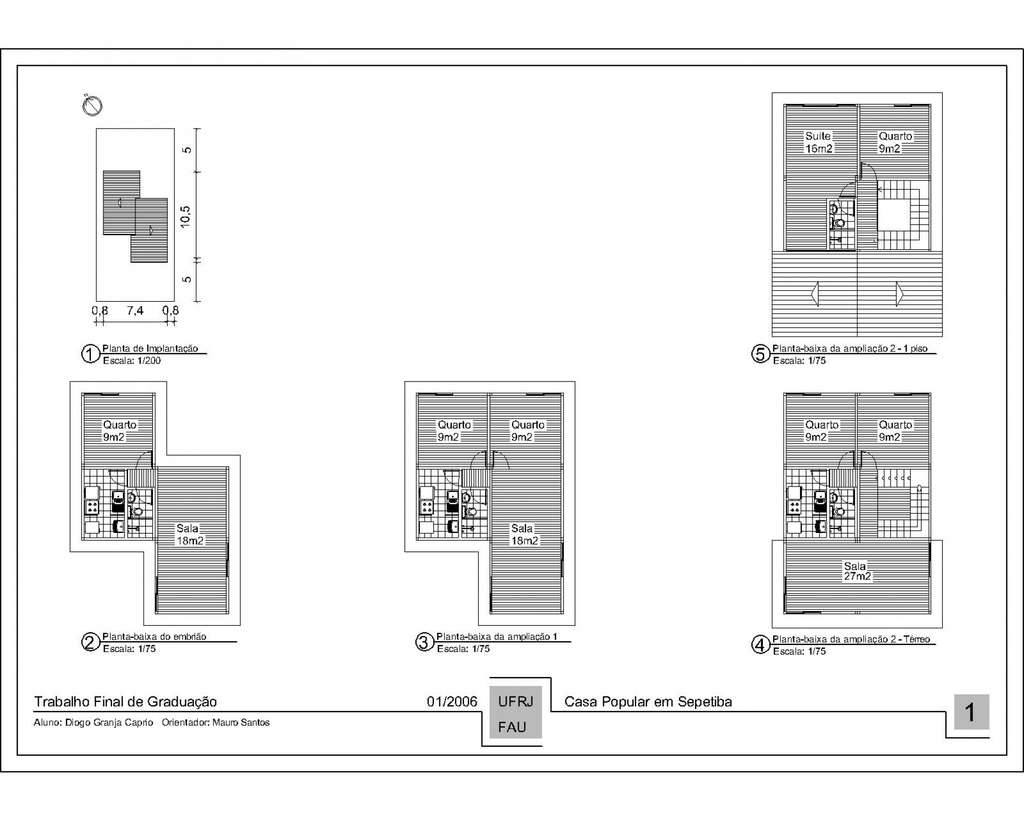 N
5
10,5
5
0,8 7,4 0,8
1 Planta de Implantação
Escala: 1/200
Suíte
16m2
Quarto
9m2
5 Planta-baixa da ampliação 2 - 1 piso
Escala: 1/75
Quarto
9m2
Sala
18m2
2 Planta-baixa do embrião
Escala: 1/75
Quarto
9m2
Quarto
9m2
Sala
18m2
3 Planta-baixa da ampliação 1
Escala: 1/75
Quarto
9m2
Quarto
9m2
Sala
27m2
4 Planta-baixa da ampliação 2 - Térreo
Escala: 1/75
Trabalho Final de Graduação
01/2006
UFRJ
FAU
Casa Popular em Sepetiba
Aluno: Diogo Granja Caprio Orientador: Mauro Santos
1